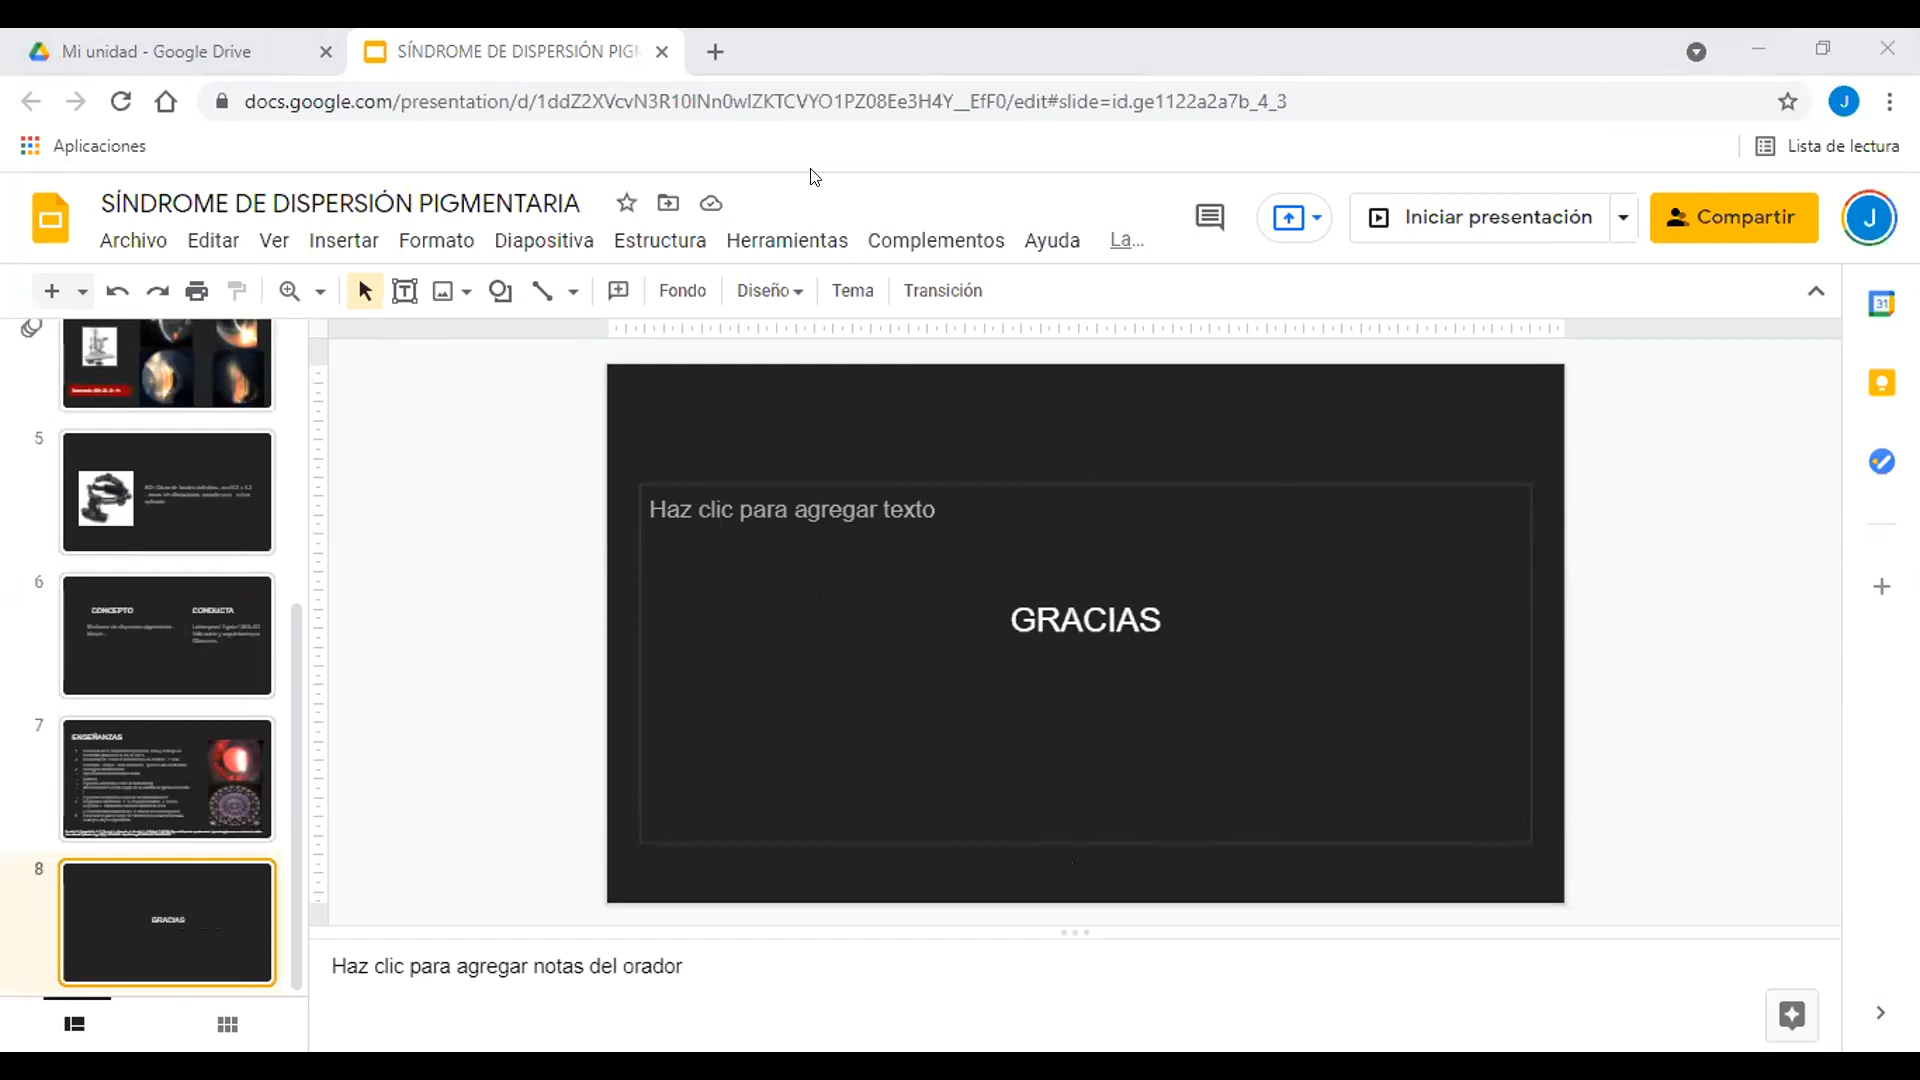 Mi unidad - Google Drive
SÍNDROME DE DISPERSIÓN PIGM
docs.google.com/presentation/d/1ddZ2XVcvN3R10INn0wIZKTCVYO1PZ08Ee3H4Y__EfF0/edit#slide=id.ge1122a2a7b_4_3
J
Aplicaciones
Lista de lectura
SÍNDROME DE DISPERSIÓN PIGMENTARIA
Archivo Editar Ver Insertar Formato Diapositiva Estructura Herramientas Complementos Ayuda La...
Iniciar presentación
Compartir
J
Fondo Diseño Tema Transición
31
5
6
CONCEPTO
CONDUCTA
7
ENSEÑANZAS
8
GRACIAS
Haz clic para agregar texto
GRACIAS
Haz clic para agregar notas del orador